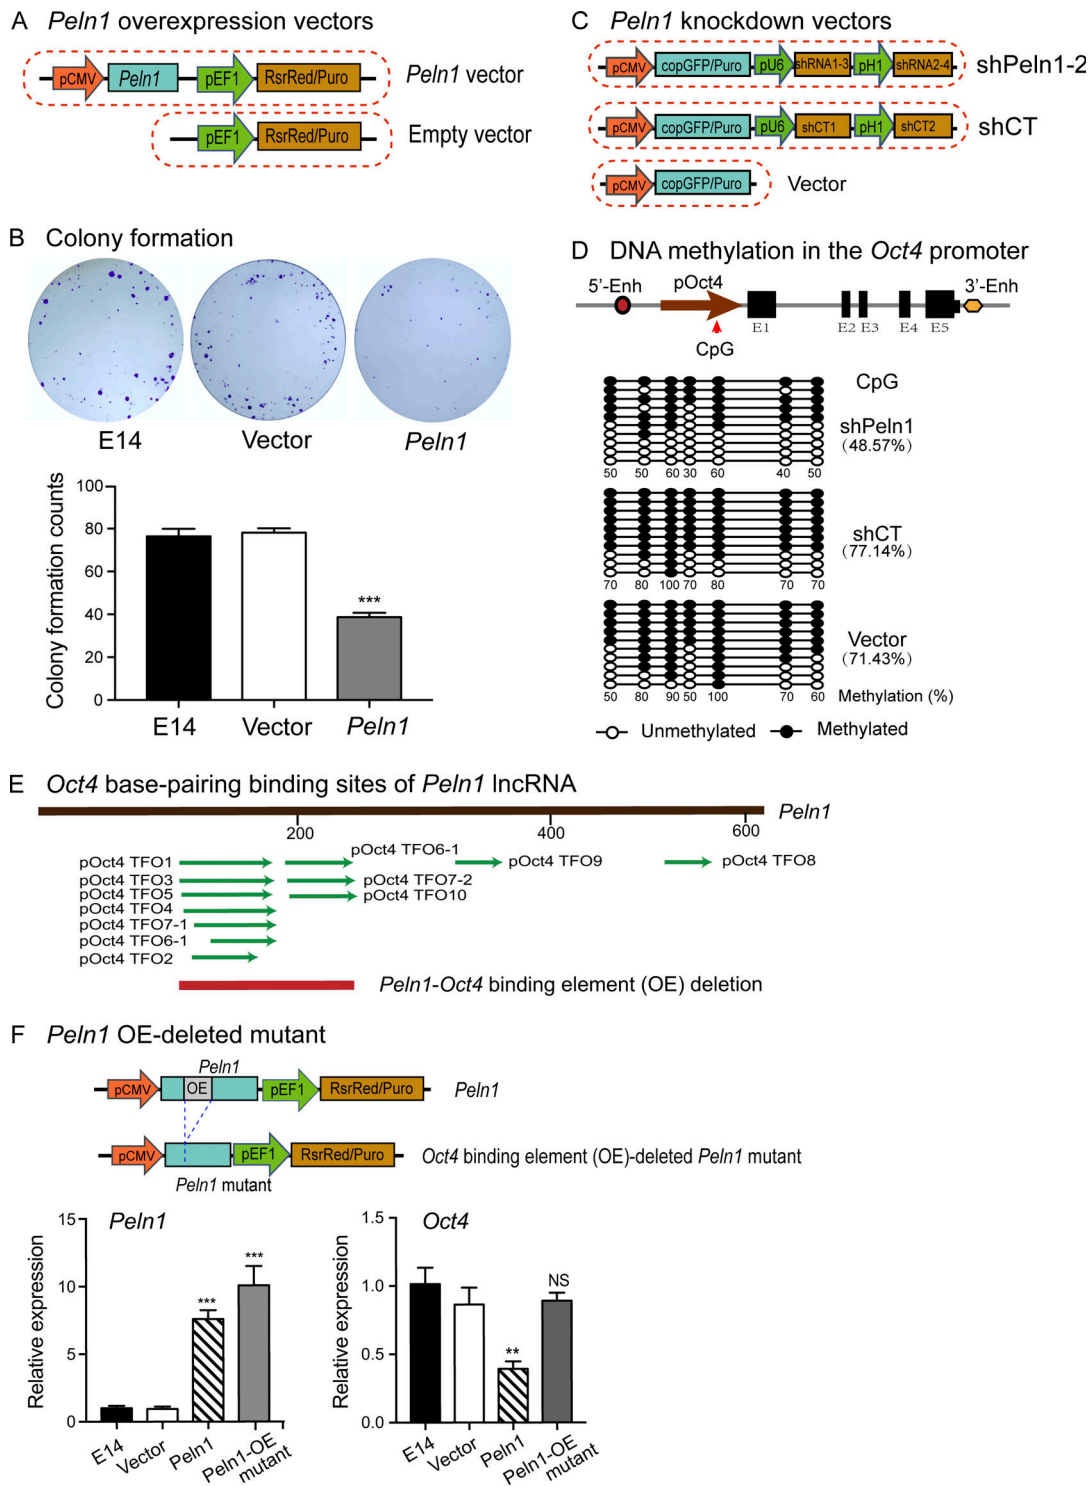 A Peln1 overexpression vectors
pCMV Peln1 pEF1 RsrRed/Puro Peln1 vector
pEF1 RsrRed/Puro Empty vector
C Peln1 knockdown vectors
pCMV copGFP/Puro pU6 shRNA1-3 pH1 shRNA2-4 shPeln1-2
pCMV copGFP/Puro pU6 shCT1 pH1 shCT2 shCT
pCMV copGFP/Puro Vector
B Colony formation
E14 Vector Peln1
Colony formation counts
100
80
60
40
20
0
***
E14 Vector Peln1
D DNA methylation in the Oct4 promoter
5'-Enh pOct4 3'-Enh
E1 E2 E3 E4 E5
CpG
CpG
shPeln1
(48.57%)
50 50 60 30 60 40 50
shCT
(77.14%)
70 80 100 70 80 70 70
Vector
(71.43%)
50 80 90 50 100 70 60 Methylation (%)
Unmethylated Methylated
E Oct4 base-pairing binding sites of Peln1 lncRNA
Peln1
200 400 600
pOct4 TFO1 pOct4 TFO6-1 pOct4 TFO9 pOct4 TFO8
pOct4 TFO3 pOct4 TFO7-2
pOct4 TFO5 pOct4 TFO10
pOct4 TFO4
pOct4 TFO7-1
pOct4 TFO6-1
pOct4 TFO2
Peln1-Oct4 binding element (OE) deletion
F Peln1 OE-deleted mutant
Peln1
pCMV OE pEF1 RsrRed/Puro Peln1
pCMV pEF1 RsrRed/Puro Oct4 binding element (OE)-deleted Peln1 mutant
Peln1 mutant
Peln1
Relative expression
15
10
5
0
*** ***
E14 Vector Peln1 Peln1-OE
mutant
Oct4
Relative expression
1.5
1.0
0.5
0.0
** NS
E14 Vector Peln1 Peln1-OE
mutant